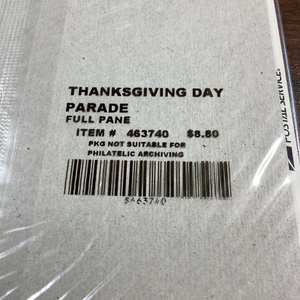 THANKSGIVING DAY
PARADE
FULL PANE
ITEM # 463740 $8.80
PKG NOT SUITABLE FOR
PHILATELIC ARCHIVING
$463740
POSTAL SERVICE